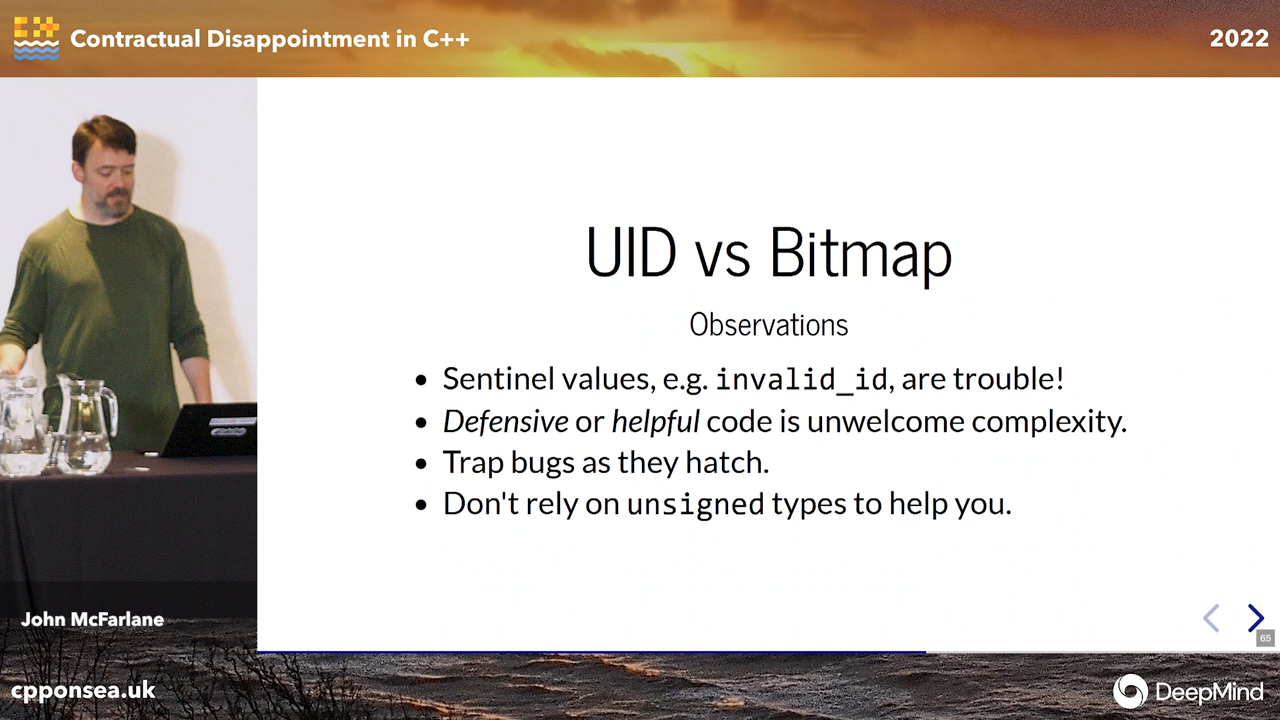 Contractual Disappointment in C++
2022
UID vs Bitmap
Observations
• Sentinel values, e.g. invalid_id, are trouble!
• Defensive or helpful code is unwelcome complexity.
• Trap bugs as they hatch.
• Don't rely on unsigned types to help you.
65
John McFarlane
cpponsea.uk
DeepMind